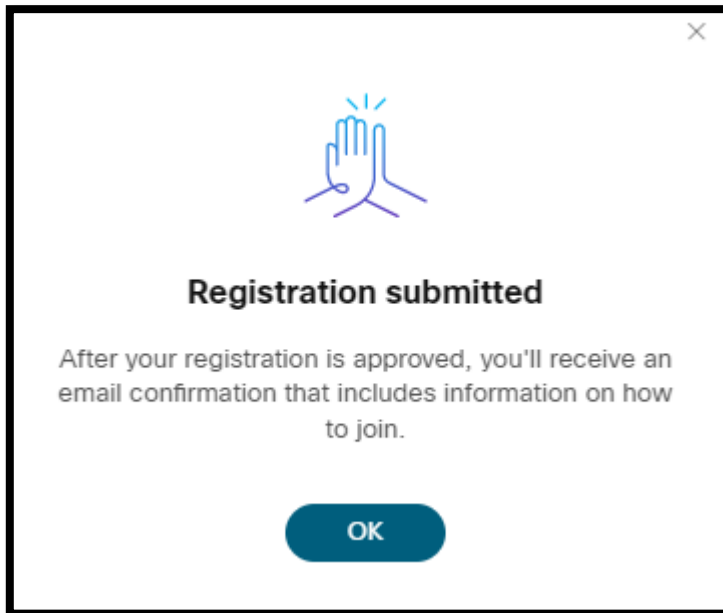 Registration submitted
After your registration is approved, you'll receive an
email confirmation that includes information on how
to join.
OK